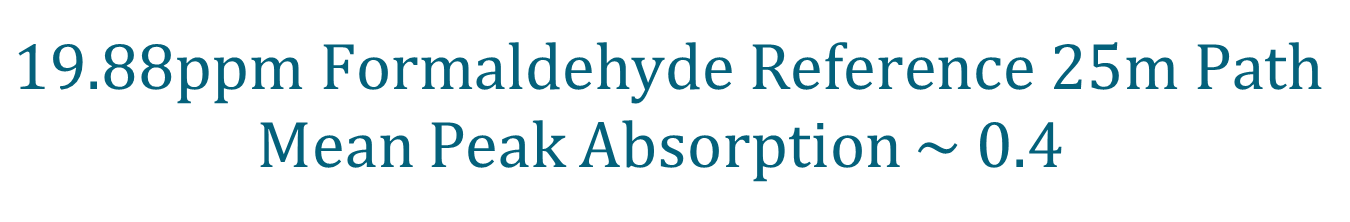 19.88ppm Formaldehyde Reference 25m Path
Mean Peak Absorption ~ 0.4